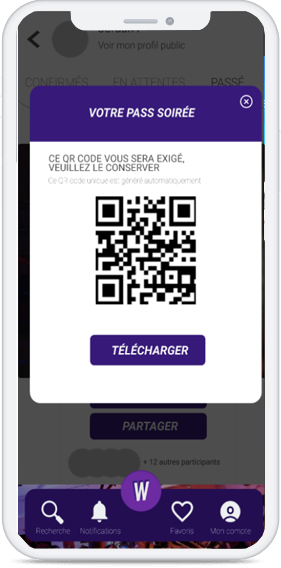 Voir mon profil public
CONFIRMÉS EN ATTENTES PASSÉ
VOTRE PASS SOIRÉE
CE QR CODE VOUS SERA EXIGÉ,
VEUILLEZ LE CONSERVER
Ce QR code unique est généré automatiquement
TÉLÉCHARGER
PARTAGER
+ 12 autres participants
W
Recherche Notifications Favoris Mon compte